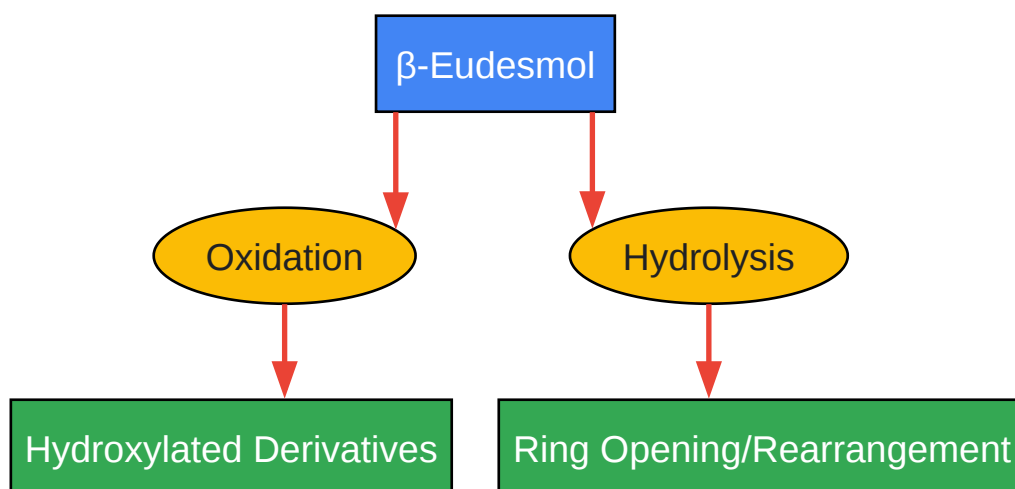 β-Eudesmol
Oxidation
Hydrolysis
Hydroxylated Derivatives
Ring Opening/Rearrangement